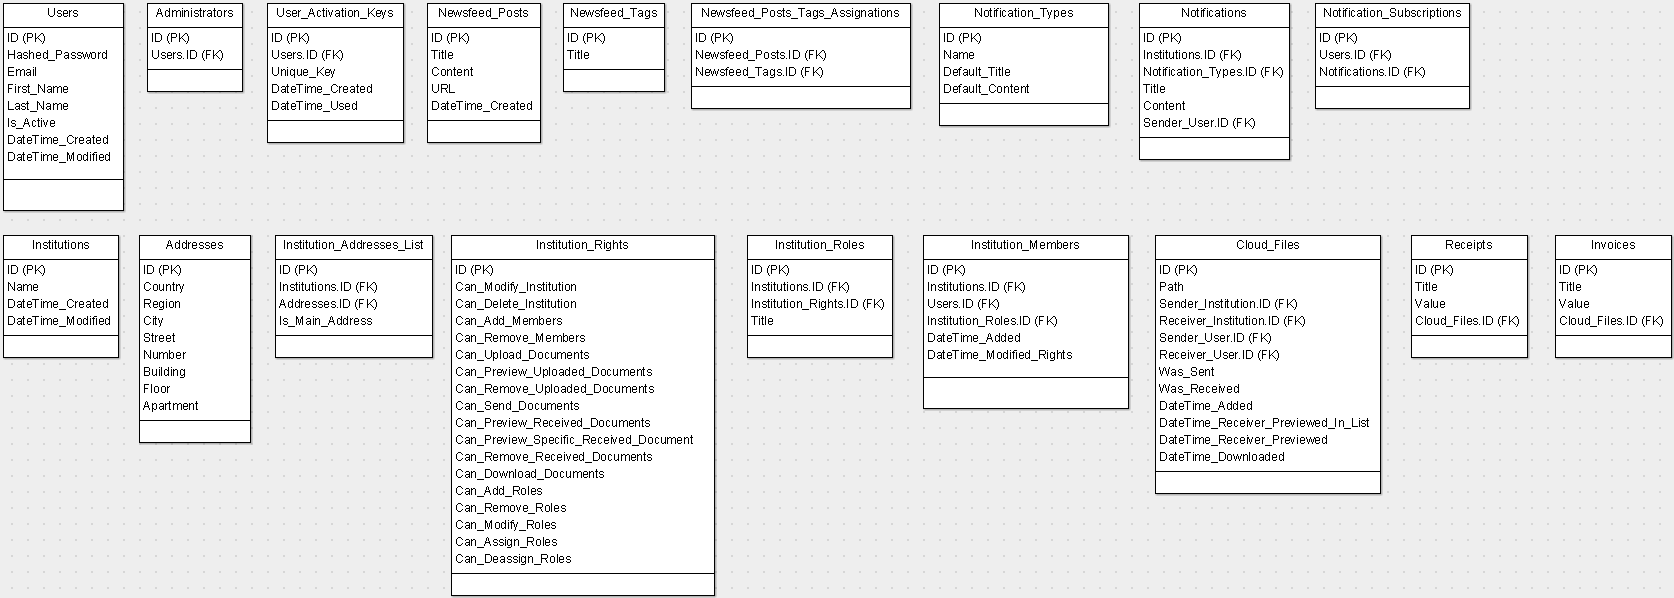 Users
ID (PK)
Hashed_Password
Email
First_Name
Last_Name
Is_Active
DateTime_Created
DateTime_Modified
Administrators
ID (PK)
Users.ID (FK)
User_Activation_Keys
ID (PK)
Users.ID (FK)
Unique_Key
DateTime_Created
DateTime_Used
Newsfeed_Posts
ID (PK)
Title
Content
URL
DateTime_Created
Newsfeed_Tags
ID (PK)
Title
Newsfeed_Posts_Tags_Assignations
ID (PK)
Newsfeed_Posts.ID (FK)
Newsfeed_Tags.ID (FK)
Notification_Types
ID (PK)
Name
Default_Title
Default_Content
Notifications
ID (PK)
Institutions.ID (FK)
Notification_Types.ID (FK)
Title
Content
Sender_User.ID (FK)
Notification_Subscriptions
ID (PK)
Users.ID (FK)
Notifications.ID (FK)
Institutions
ID (PK)
Name
DateTime_Created
DateTime_Modified
Addresses
ID (PK)
Country
Region
City
Street
Number
Building
Floor
Apartment
Institution_Addresses_List
ID (PK)
Institutions.ID (FK)
Addresses.ID (FK)
Is_Main_Address
Institution_Rights
ID (PK)
Can_Modify_Institution
Can_Delete_Institution
Can_Add_Members
Can_Remove_Members
Can_Upload_Documents
Can_Preview_Uploaded_Documents
Can_Remove_Uploaded_Documents
Can_Send_Documents
Can_Preview_Received_Documents
Can_Preview_Specific_Received_Document
Can_Remove_Received_Documents
Can_Download_Documents
Can_Add_Roles
Can_Remove_Roles
Can_Modify_Roles
Can_Assign_Roles
Can_Deassign_Roles
Institution_Roles
ID (PK)
Institutions.ID (FK)
Institution_Rights.ID (FK)
Title
Institution_Members
ID (PK)
Institutions.ID (FK)
Users.ID (FK)
Institution_Roles.ID (FK)
DateTime_Added
DateTime_Modified_Rights
Cloud_Files
ID (PK)
Path
Sender_Institution.ID (FK)
Receiver_Institution.ID (FK)
Sender_User.ID (FK)
Receiver_User.ID (FK)
Was_Sent
Was_Received
DateTime_Added
DateTime_Receiver_Previewed_In_List
DateTime_Receiver_Previewed
DateTime_Downloaded
Receipts
ID (PK)
Title
Value
Cloud_Files.ID (FK)
Invoices
ID (PK)
Title
Value
Cloud_Files.ID (FK)